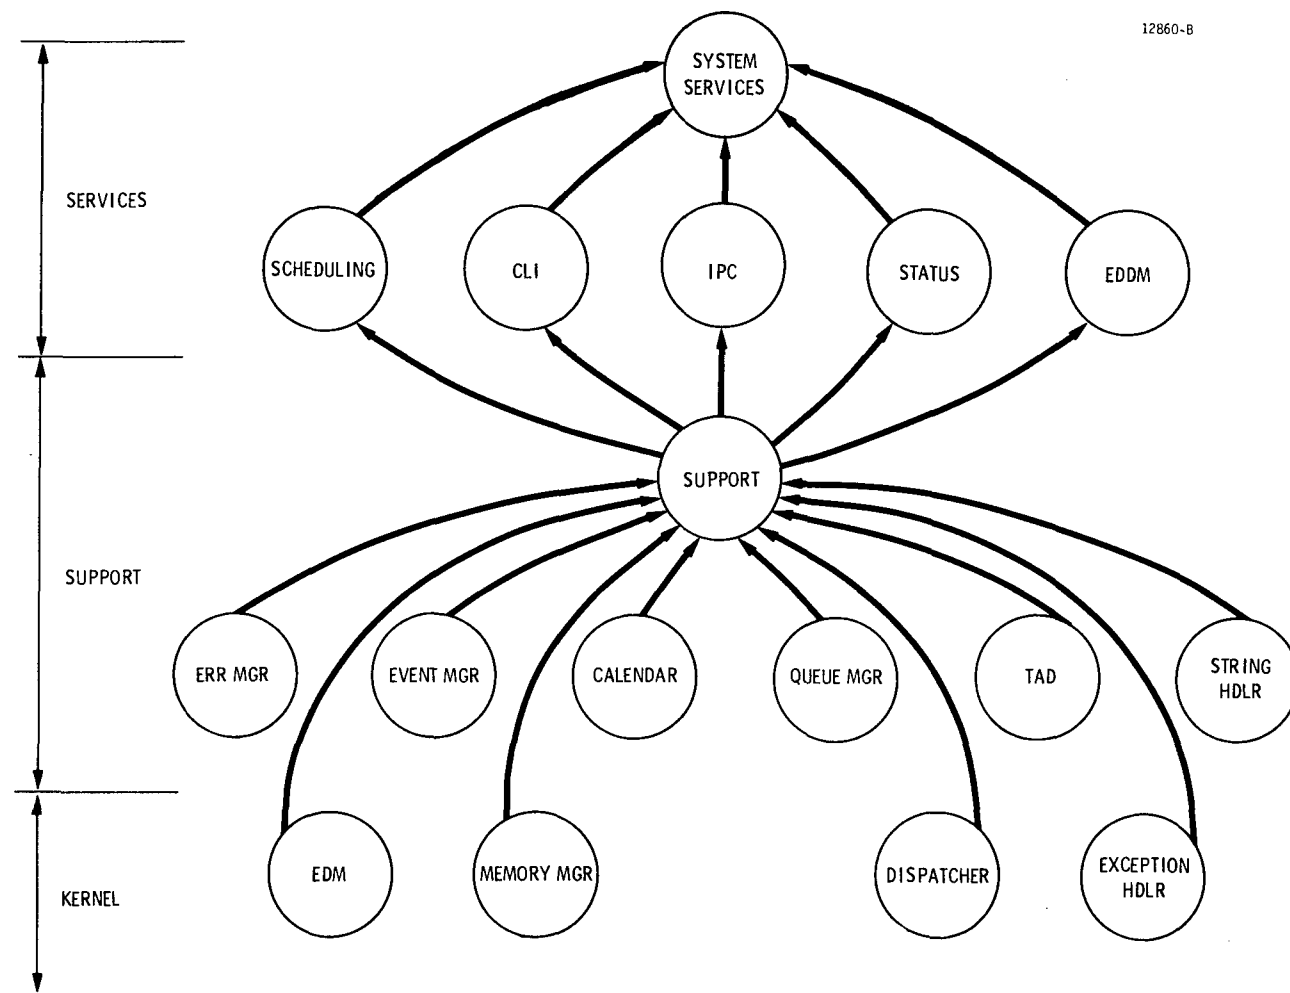 12860-B
SYSTEM
SERVICES
SERVICES
SCHEDULING
CLI
IPC
STATUS
EDDM
SUPPORT
SUPPORT
ERR MGR
EVENT MGR
CALENDAR
QUEUE MGR
TAD
STRING
HDLR
KERNEL
EDM
MEMORY MGR
DISPATCHER
EXCEPTION
HDLR